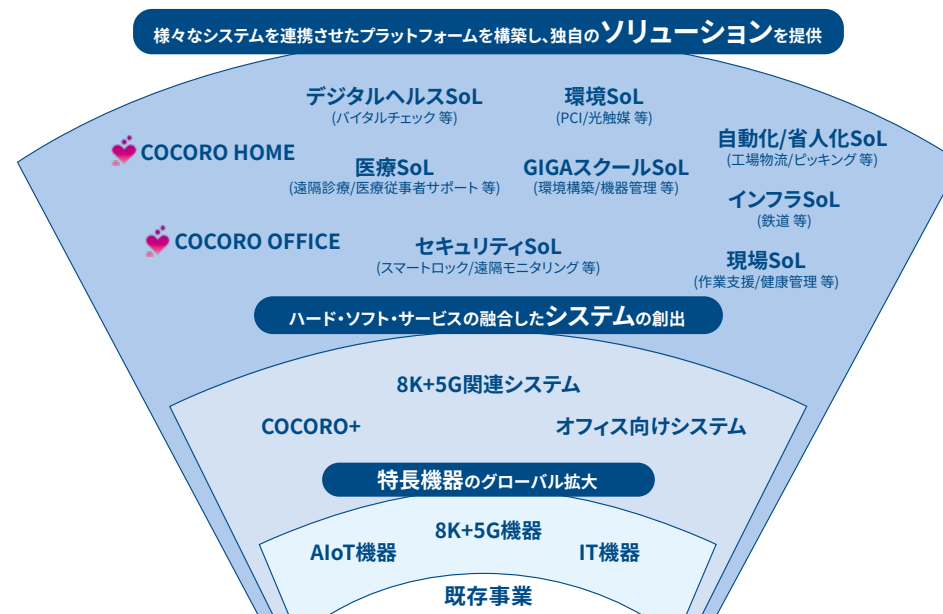 様々なシステムを連携させたプラットフォームを構築し、独自のソリューションを提供
デジタルヘルスSoL
(バイタルチェック 等)
環境SoL
(PCI/光触媒 等)
自動化/省人化SoL
(工場物流/ピッキング 等)
COCORO HOME
医療SoL
(遠隔診療/医療従事者サポート 等)
GIGAスクールSoL
(環境構築/機器管理 等)
インフラSoL
(鉄道 等)
COCORO OFFICE
セキュリティSoL
(スマートロック/遠隔モニタリング 等)
現場SoL
(作業支援/健康管理 等)
ハード・ソフト・サービスの融合したシステムの創出
8K+5G関連システム
COCORO+
オフィス向けシステム
特長機器のグローバル拡大
8K+5G機器
AIoT機器
IT機器
既存事業